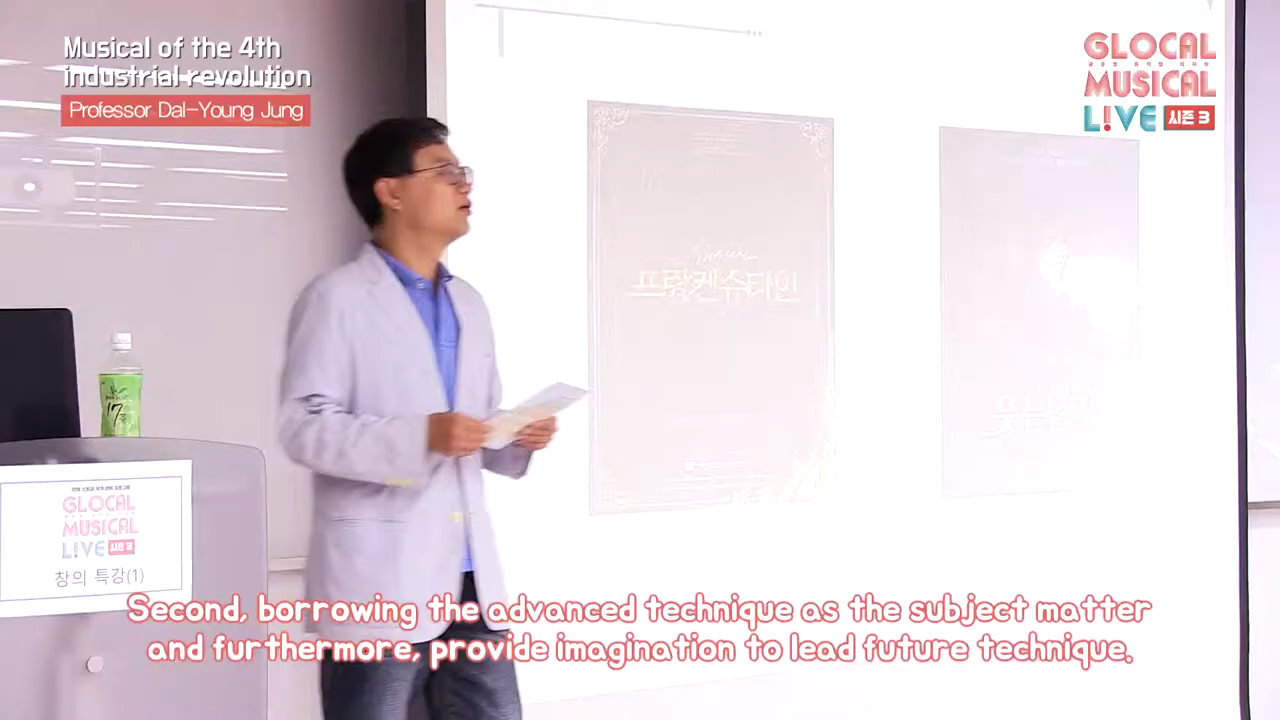 Musical of the 4th
industrial revolution
Professor Dal-Young Jung
GLOCAL
MUSICAL
L!VE 시즌 3
프랑켄슈타인
웃는남자
17
GLOCAL
MUSICAL
L!VE 시즌 3
창의 특강(1)
Second, borrowing the advanced technique as the subject matter
and furthermore, provide imagination to lead future technique.